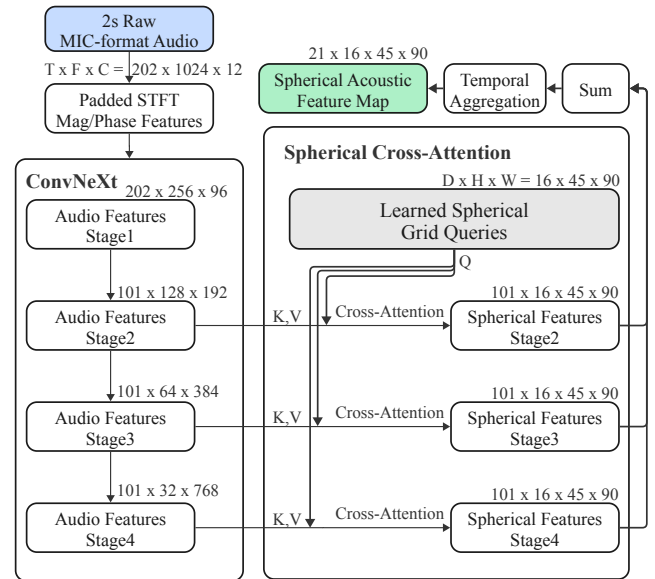 2s Raw
MIC-format Audio
T x F x C = 202 x 1024 x 12
Padded STFT
Mag/Phase Features
21 x 16 x 45 x 90
Spherical Acoustic
Feature Map
Temporal
Aggregation
Sum
ConvNeXt
202 x 256 x 96
Audio Features
Stage1
101 x 128 x 192
Audio Features
Stage2
101 x 64 x 384
Audio Features
Stage3
101 x 32 x 768
Audio Features
Stage4
Spherical Cross-Attention
D x H x W = 16 x 45 x 90
Learned Spherical
Grid Queries
Q
K,V
Cross-Attention
101 x 16 x 45 x 90
Spherical Features
Stage2
K,V
Cross-Attention
101 x 16 x 45 x 90
Spherical Features
Stage3
K,V
Cross-Attention
101 x 16 x 45 x 90
Spherical Features
Stage4